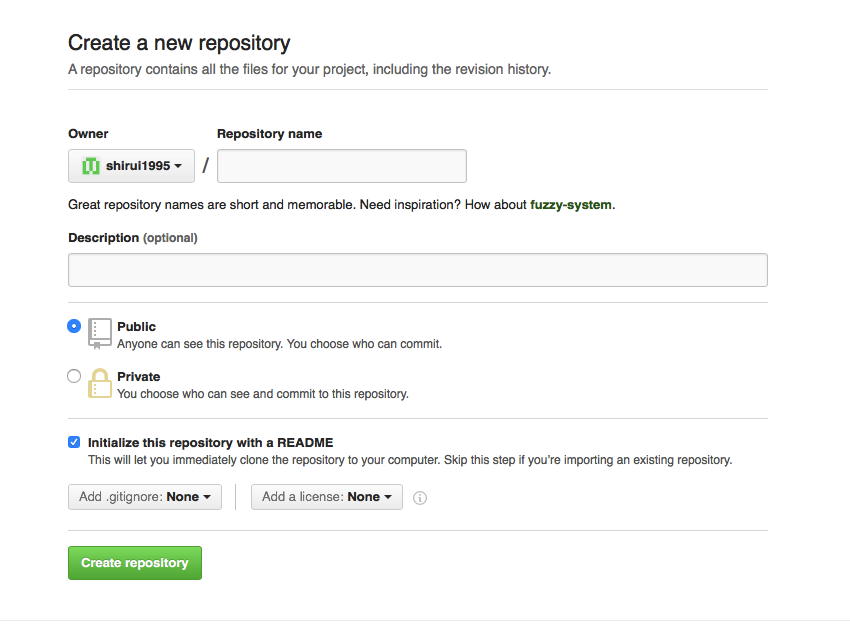 Create a new repository
A repository contains all the files for your project, including the revision history.
Owner Repository name
shirui1995 /
Great repository names are short and memorable. Need inspiration? How about fuzzy-system.
Description (optional)
Public
Anyone can see this repository. You choose who can commit.
Private
You choose who can see and commit to this repository.
Initialize this repository with a README
This will let you immediately clone the repository to your computer. Skip this step if you’re importing an existing repository.
Add .gitignore: None Add a license: None
Create repository